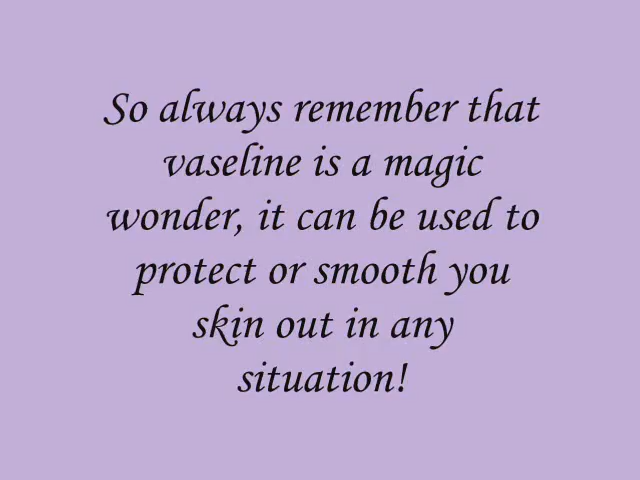 So always remember that
vaseline is a magic
wonder, it can be used to
protect or smooth you
skin out in any
situation!